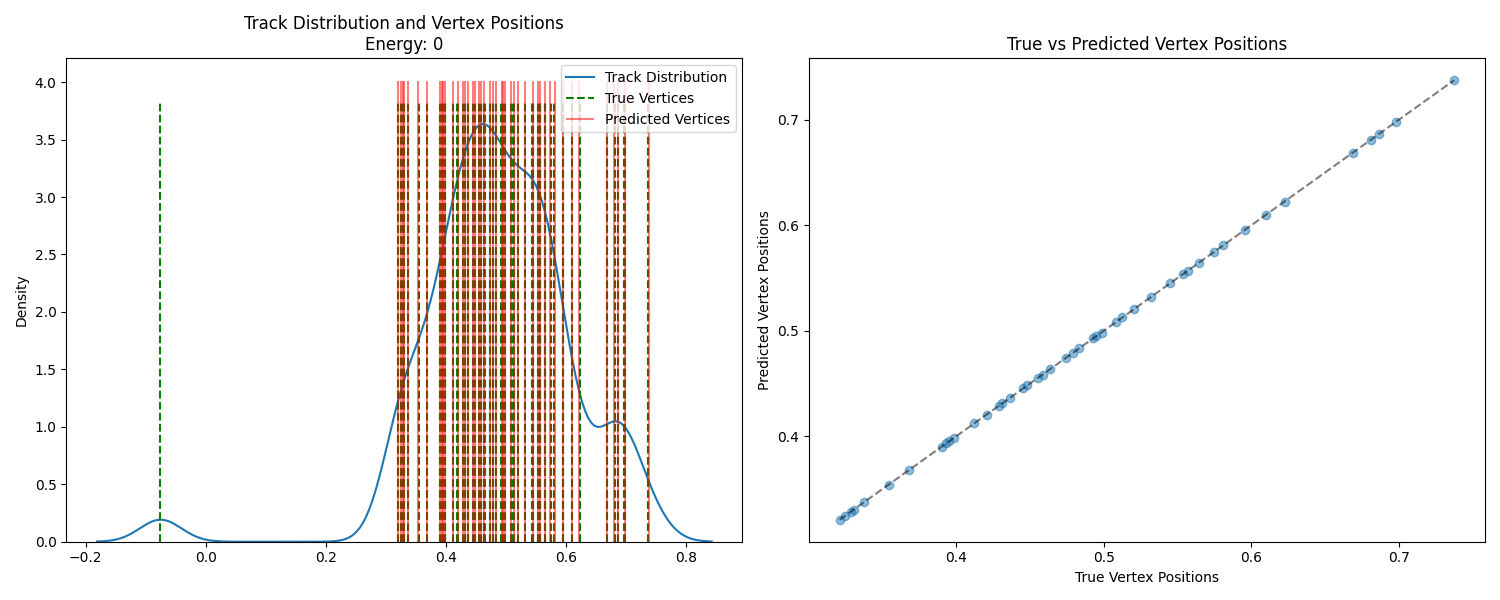 Track Distribution and Vertex Positions
Energy: 0
Density
4.0
3.5
3.0
2.5
2.0
1.5
1.0
0.5
0.0
−0.2
0.0
0.2
0.4
0.6
0.8
Track Distribution
True Vertices
Predicted Vertices
True vs Predicted Vertex Positions
Predicted Vertex Positions
0.7
0.6
0.5
0.4
0.4
0.5
0.6
0.7
True Vertex Positions